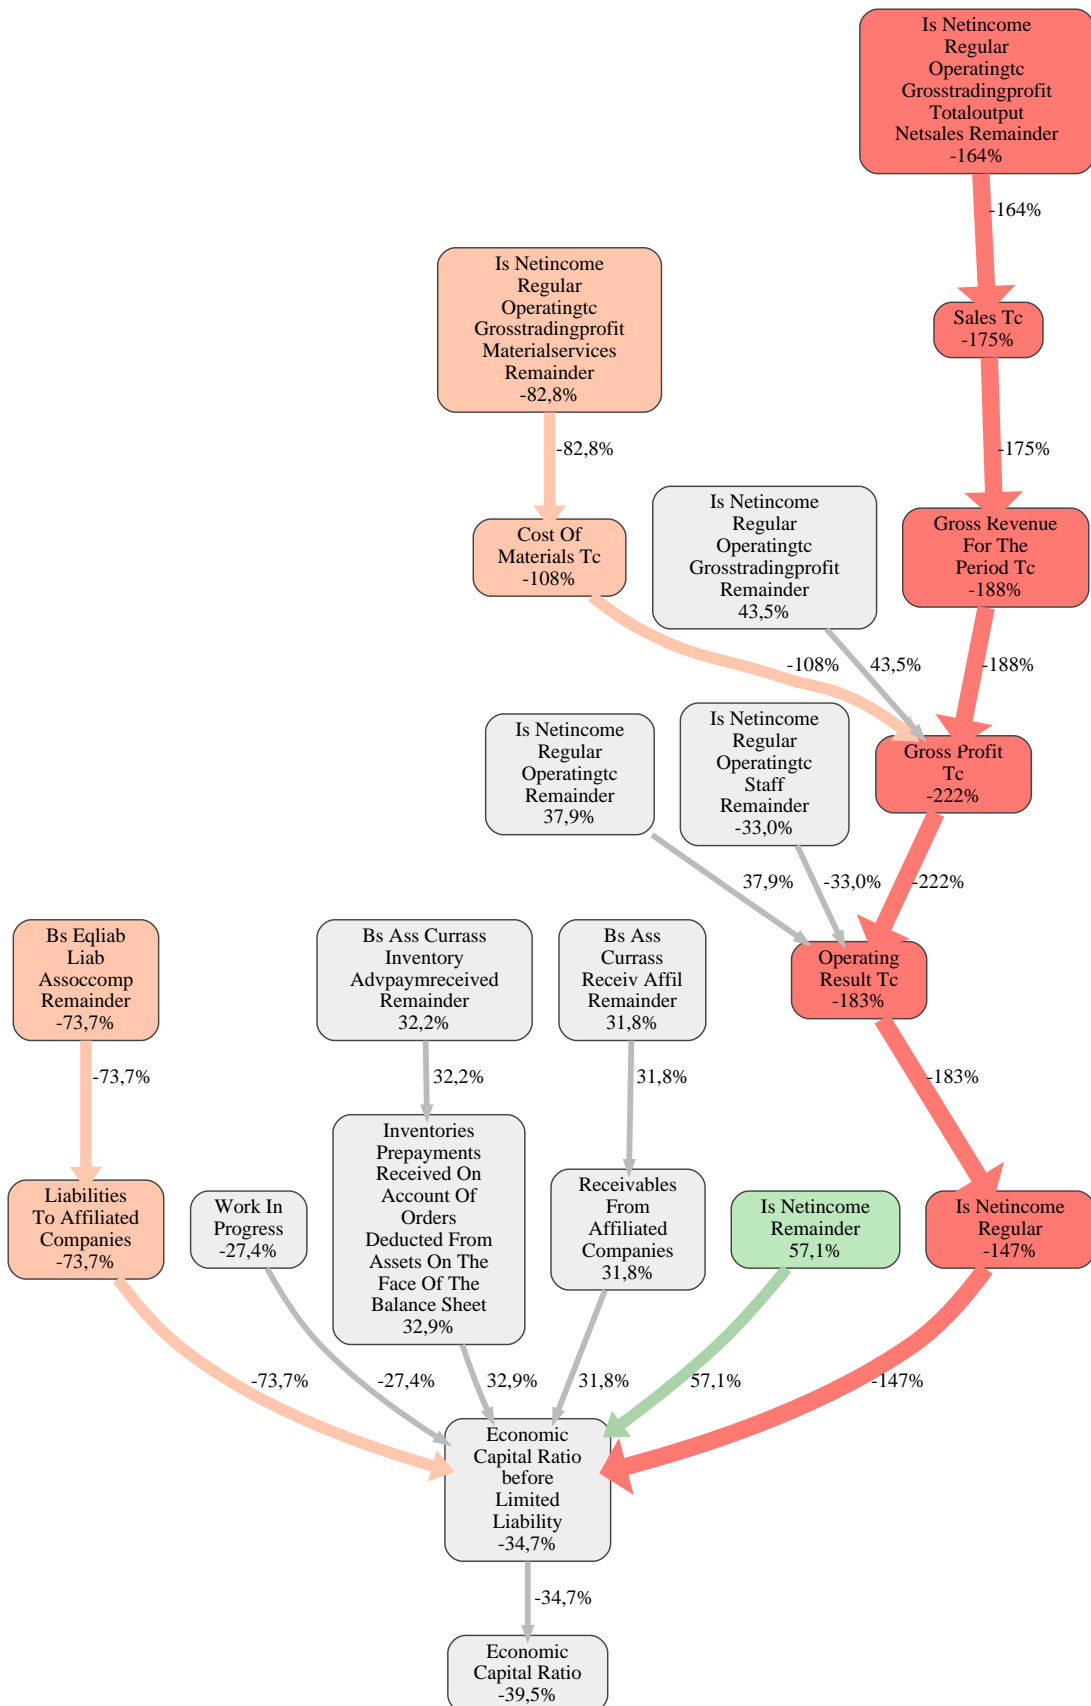 Is Netincome
Regular
Operatingtc
Grosstradingprofit
Totaloutput
Netsales Remainder
-164%
-164%
Is Netincome
Regular
Operatingtc
Grosstradingprofit
Materialservices
Remainder
-82,8%
Sales Tc
-175%
-82,8%
-175%
Cost Of
Materials Tc
-108%
Is Netincome
Regular
Operatingtc
Grosstradingprofit
Remainder
43,5%
Gross Revenue
For The
Period Tc
-188%
-108%
43,5%
-188%
Is Netincome
Regular
Operatingtc
Remainder
37,9%
Is Netincome
Regular
Operatingtc
Staff
Remainder
-33,0%
Gross Profit
Tc
-222%
37,9%
-33,0%
-222%
Bs Eqliab
Liab
Assoccomp
Remainder
-73,7%
Bs Ass Currass
Inventory
Advpaymreceived
Remainder
32,2%
Bs Ass
Currass
Receiv Affil
Remainder
31,8%
Operating
Result Tc
-183%
-73,7%
32,2%
31,8%
-183%
Liabilities
To Affiliated
Companies
-73,7%
Work In
Progress
-27,4%
Inventories
Prepayments
Received On
Account Of
Orders
Deducted From
Assets On The
Face Of The
Balance Sheet
32,9%
Receivables
From
Affiliated
Companies
31,8%
Is Netincome
Remainder
57,1%
Is Netincome
Regular
-147%
-73,7%
-27,4%
32,9%
31,8%
57,1%
-147%
Economic
Capital Ratio
before
Limited
Liability
-34,7%
-34,7%
Economic
Capital Ratio
-39,5%